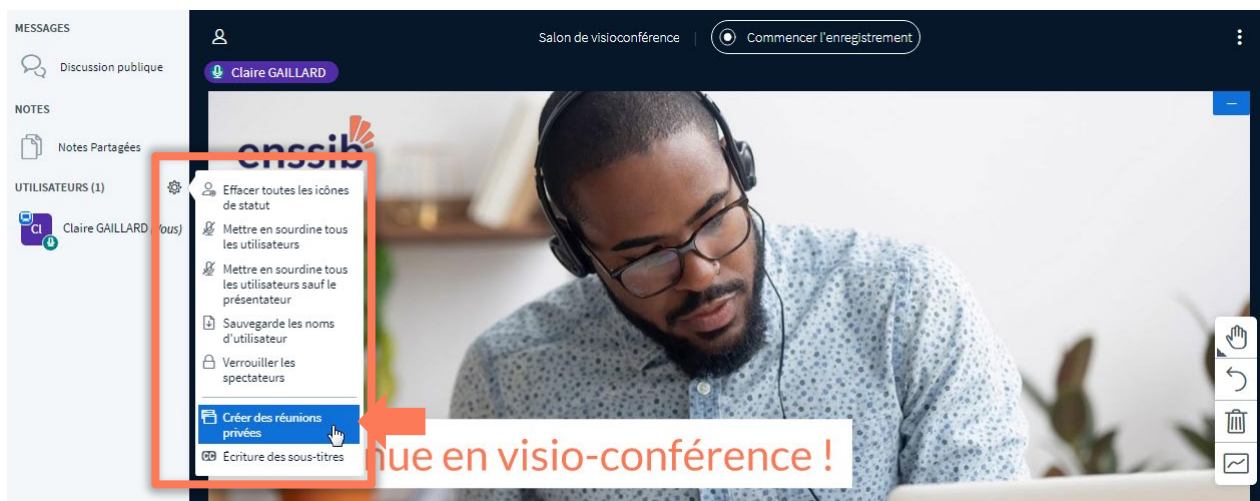 MESSAGES
Discussion publique
NOTES
Notes Partagées
UTILISATEURS (1)
Claire GAILLARD
ous)
Salon de visioconférence
Commencer l'enregistrement
Claire GAILLARD
enssib
Effacer toutes les icônes
de statut
Mettre en sourdine tous
les utilisateurs
Mettre en sourdine tous
les utilisateurs sauf le
présentateur
Sauvegarde les noms
d'utilisateur
Verrouiller les
spectateurs
Créer des réunions
privées
Écriture des sous-titres
nue en visio-conférence !
CI